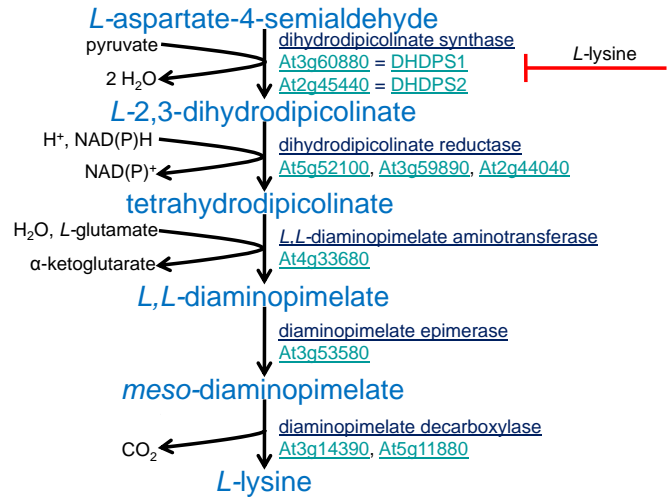 L-aspartate-4-semialdehyde
pyruvate
2 H₂O
dihydrodipicolinate synthase
At3g60880 = DHDPS1
At2g45440 = DHDPS2
L-lysine
L-2,3-dihydrodipicolinate
H⁺, NAD(P)H
NAD(P)⁺
dihydrodipicolinate reductase
At5g52100, At3g59890, At2g44040
tetrahydrodipicolinate
H₂O, L-glutamate
α-ketoglutarate
L,L-diaminopimelate aminotransferase
At4g33680
L,L-diaminopimelate
diaminopimelate epimerase
At3g53580
meso-diaminopimelate
CO₂
diaminopimelate decarboxylase
At3g14390, At5g11880
L-lysine